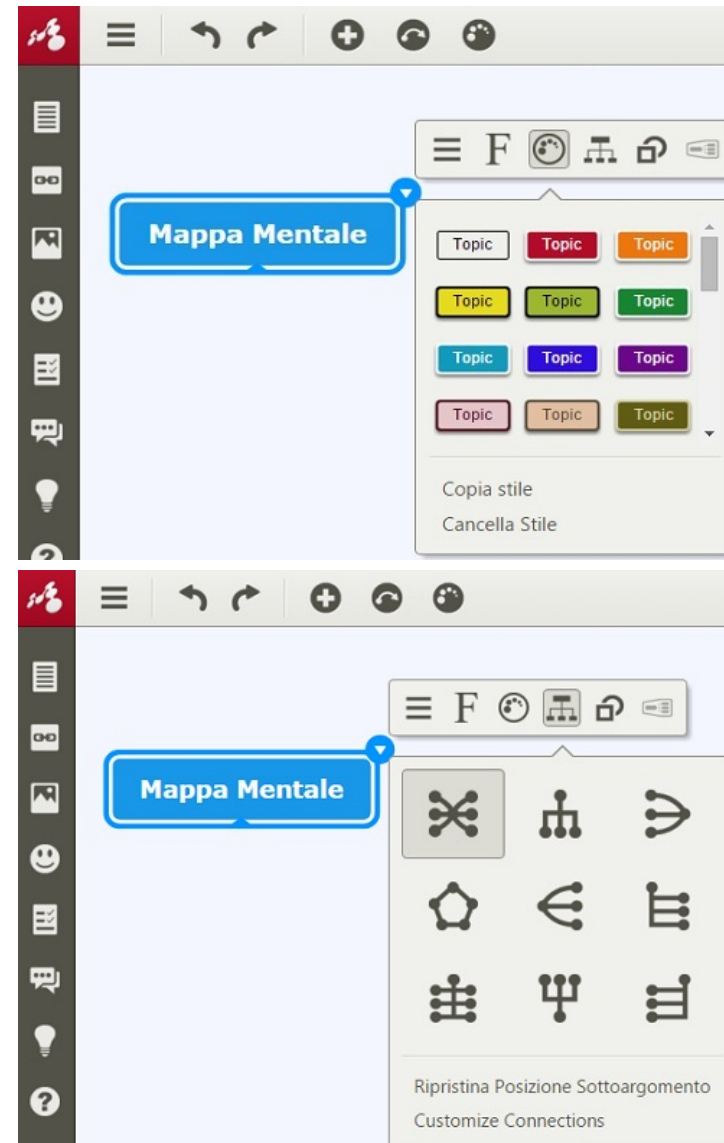 F
Mappa Mentale
Topic Topic Topic
Topic Topic Topic
Topic Topic Topic
Topic Topic Topic
Copia stile
Cancella Stile
?
F
Mappa Mentale
Ripristina Posizione Sottoargomento
Customize Connections
?